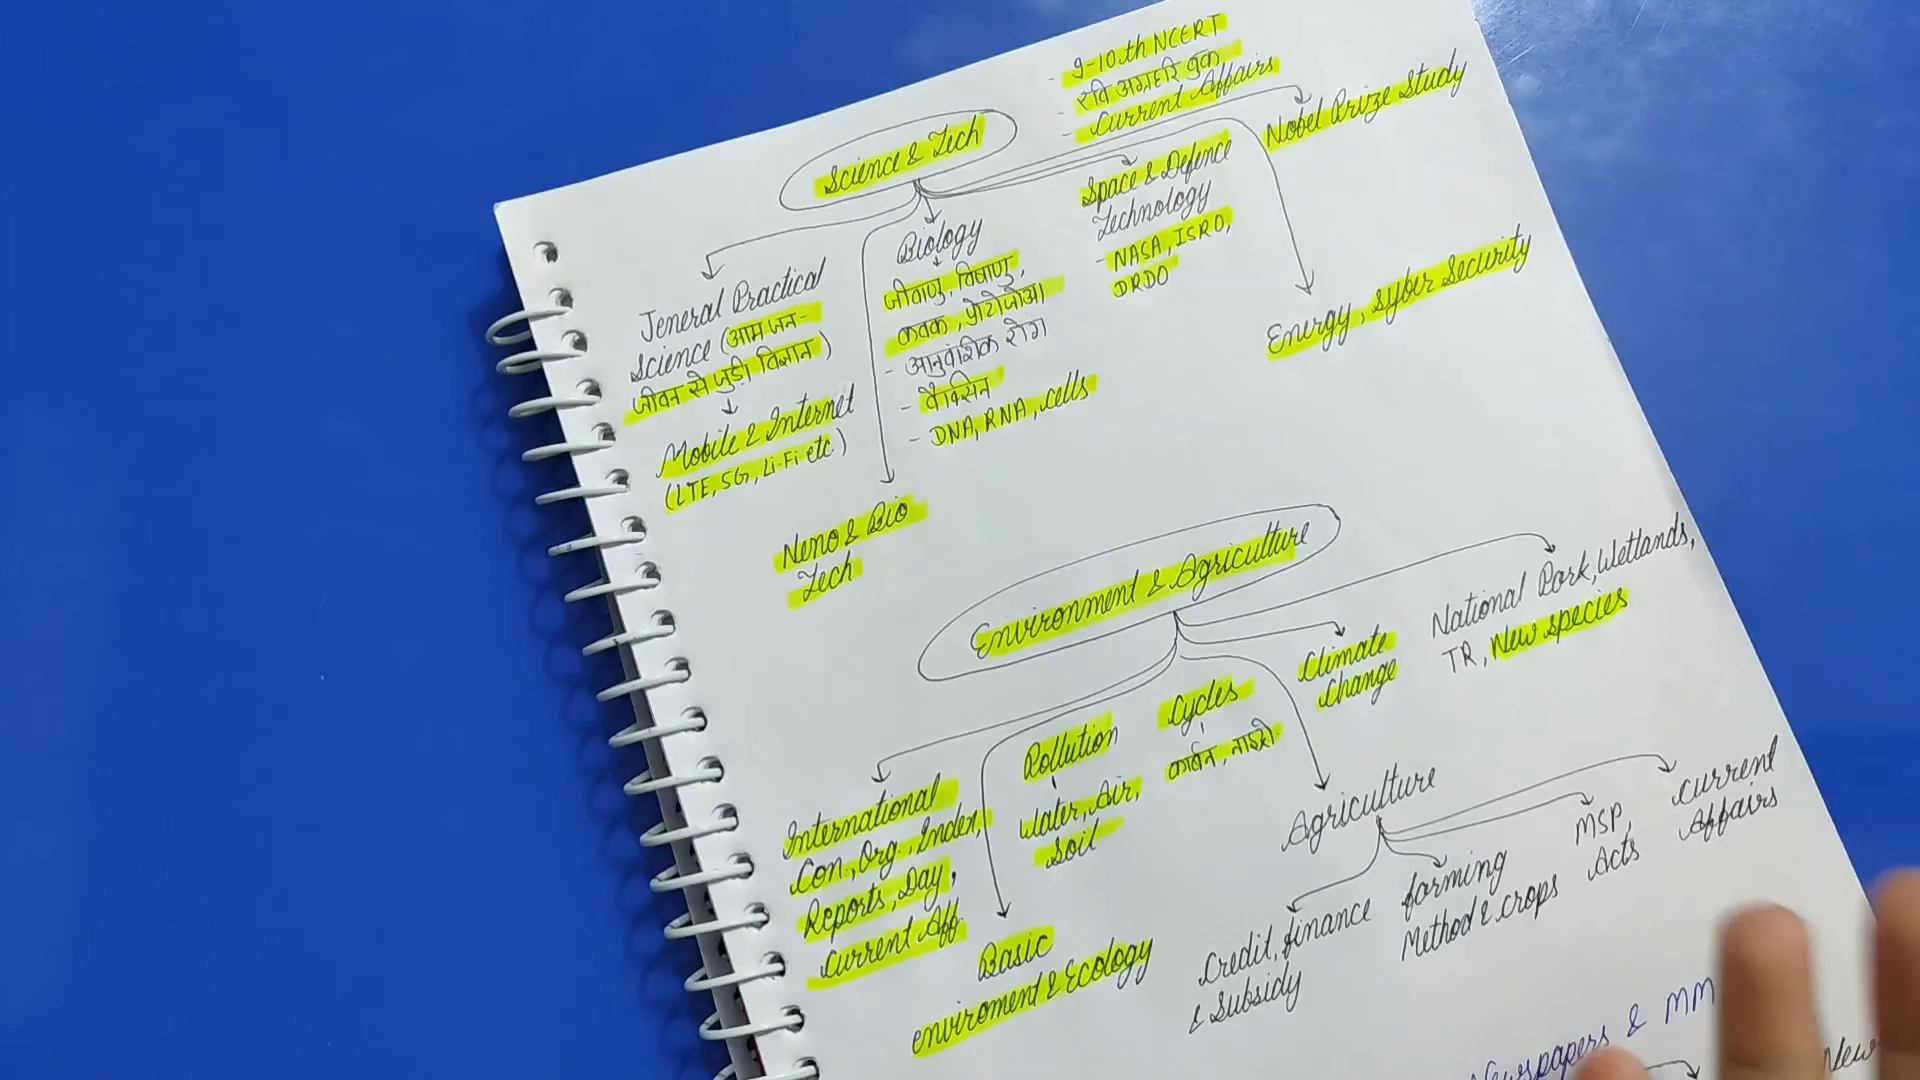 - 9-10th NCERT
- रवि अग्रहरि बुक
- Current Affairs
Science & Tech
Nobel Prize Study
Space & Defence
Technology
- NASA, ISRO,
DRDO
Energy, Syber Security
Biology
जीवाणु, विषाणु,
कवक, प्रोटोजोआ
- आनुवंशिक रोग
- वैक्सिन
- DNA, RNA, cells
Jeneral Practical
Science (आम जन-
जीवन से जुड़ी विज्ञान)
Mobile & Internet
(LTE, 5G, Li-Fi etc.)
Neno & Bio
Tech
Environment & Agriculture
National Park, Wetlands,
TR, New species
Climate
Change
Cycles
कार्बन, नाइट्रो.
Pollution
Water, Air,
Soil
International
Con., Org., Index,
Reports, Day,
Current Aff.
Basic
enviroment & Ecology
Agriculture
Credit, finance
& Subsidy
farming
Method & crops
MSP,
Acts
Current
Affairs
Newspapers & MM
New